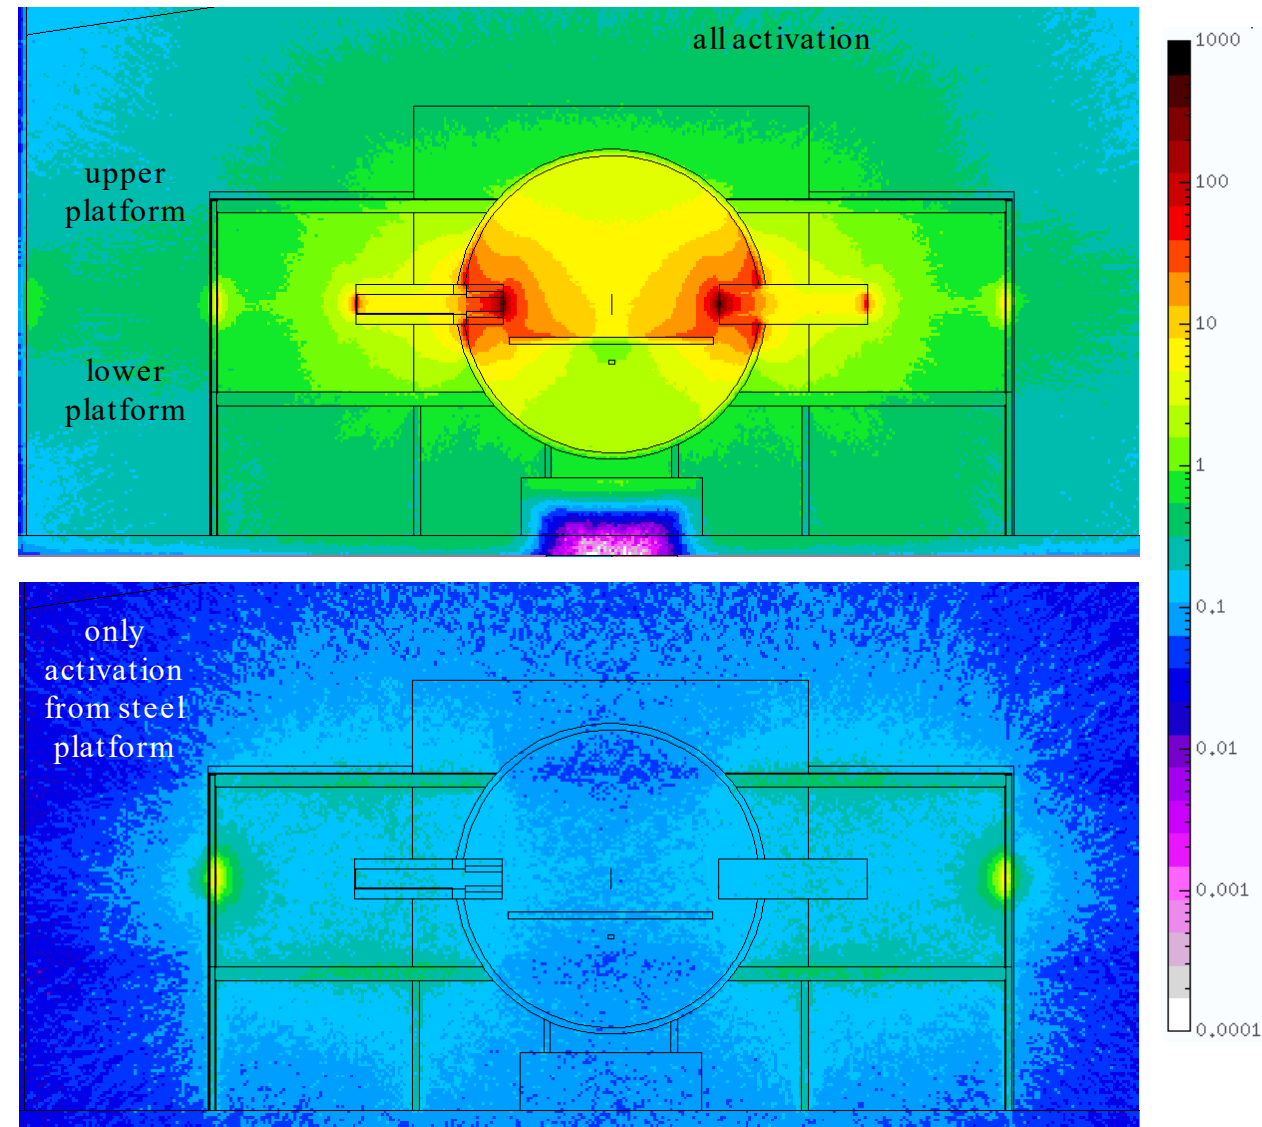 all activation
1000
upper
platform
100
10
lower
platform
1
only
activation
from steel
platform
0.1
0.01
0.001
0.0001